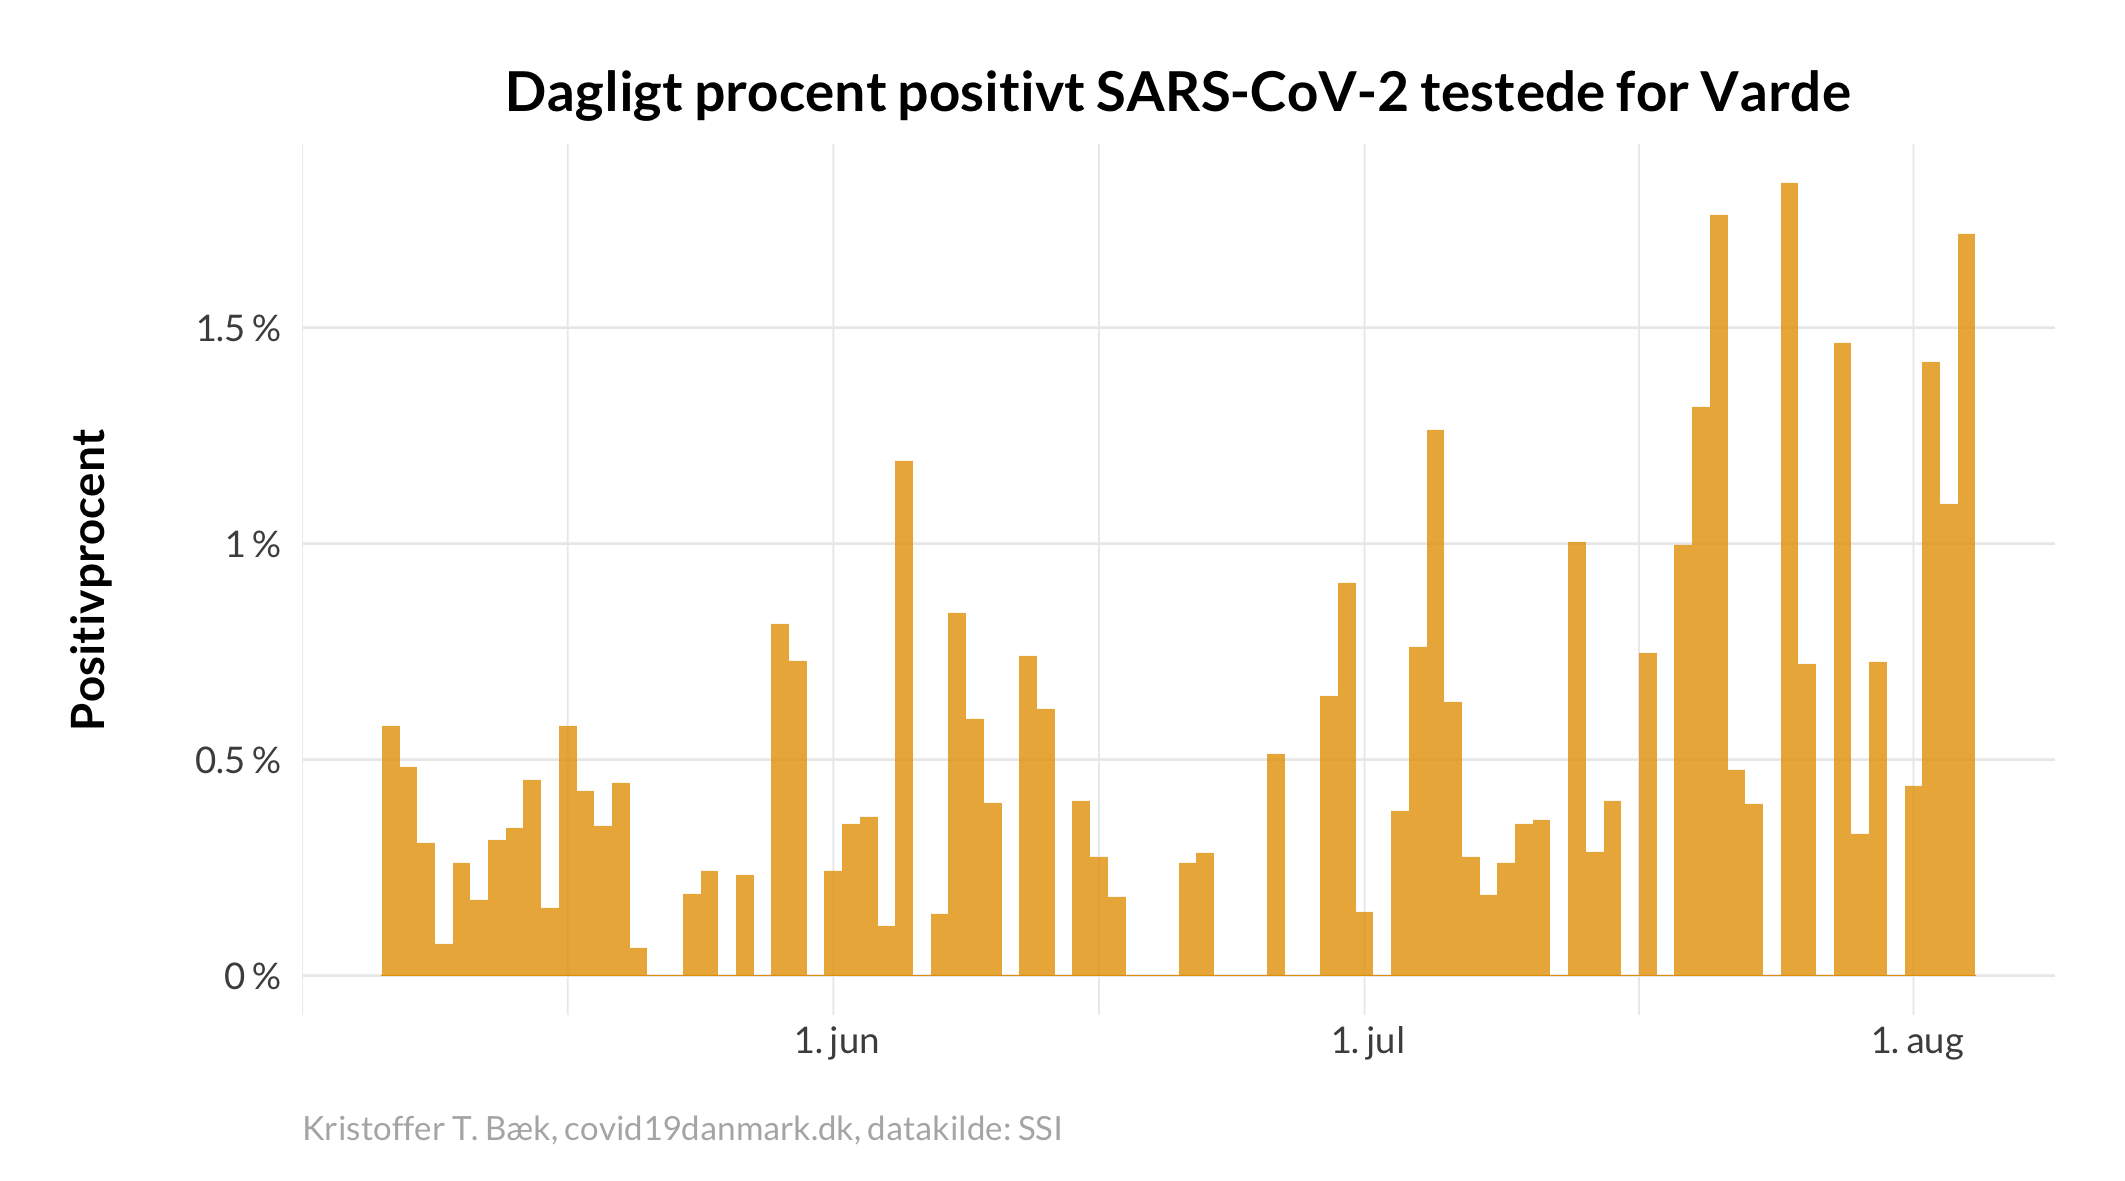 Dagligt procent positivt SARS-CoV-2 testede for Varde
Positivprocent
1.5 %
1 %
0.5 %
0 %
1. jun
1. jul
1. aug
Kristoffer T. Bæk, covid19danmark.dk, datakilde: SSI